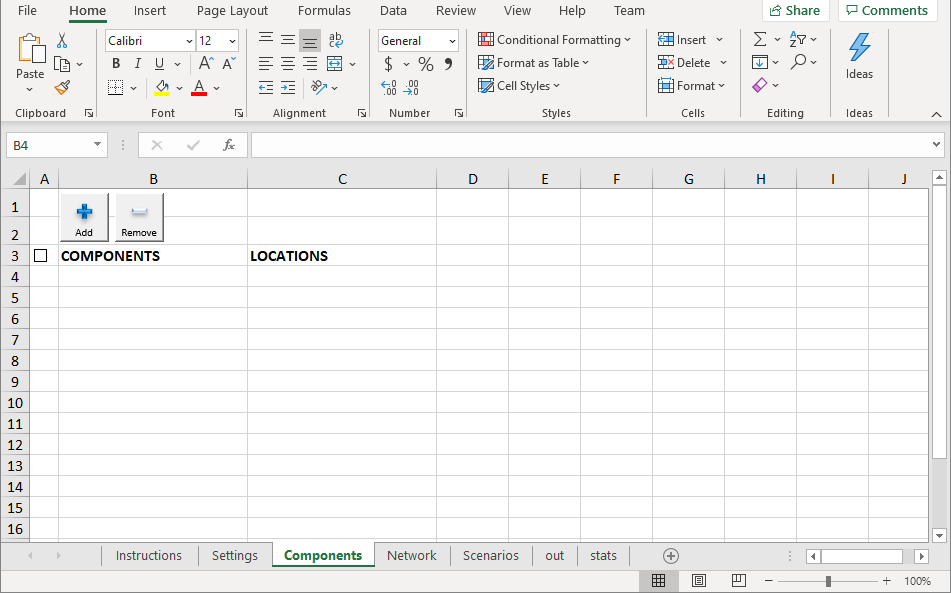 File Home Insert Page Layout Formulas Data Review View Help Team Share Comments
Calibri 12 General Conditional Formatting Insert
Paste B I U $ % Format as Table Delete Ideas
Cell Styles Format
Clipboard Font Alignment Number Styles Cells Editing Ideas
B4 fx
A B C D E F G H I J
1
Add Remove
2
3 COMPONENTS LOCATIONS
4
5
6
7
8
9
10
11
12
13
14
15
16
Instructions Settings Components Network Scenarios out stats
100%